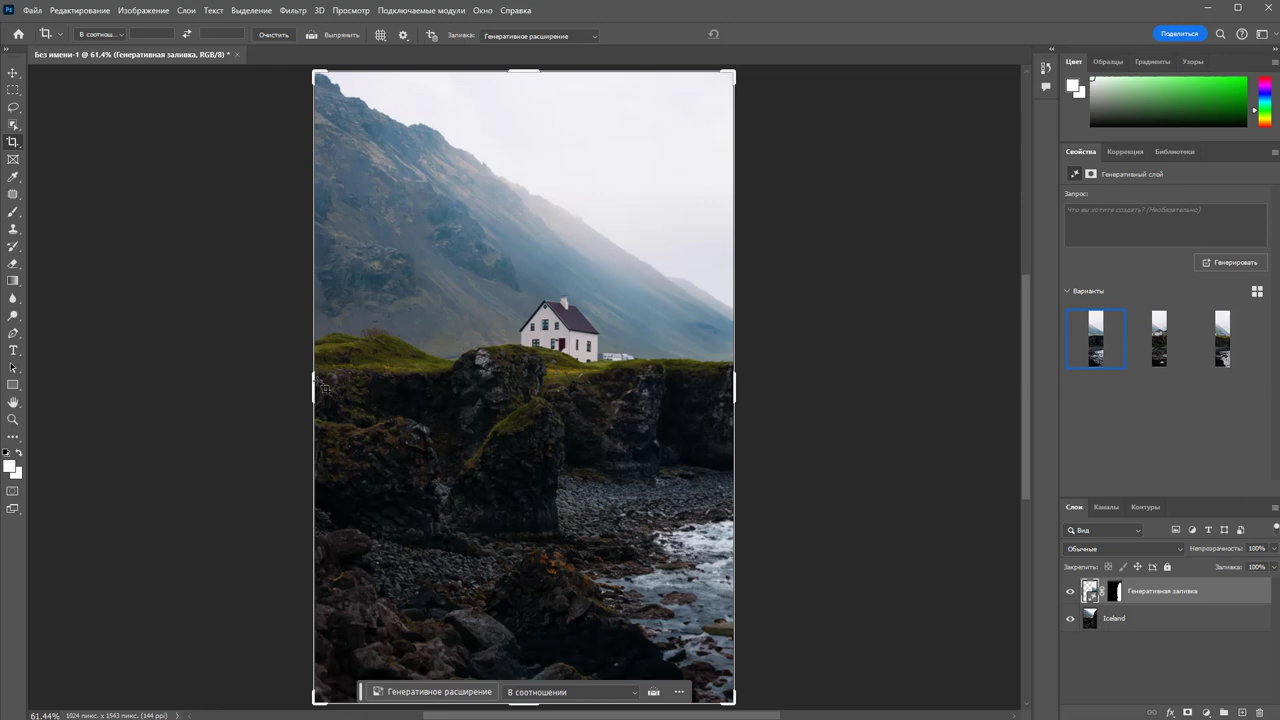 Ps Файл Редактирование Изображение Слои Текст Выделение Фильтр 3D Просмотр Подключаемые модули Окно Справка
В соотнош... Очистить Выпрямить Заливка: Генеративное расширение Поделиться
Без имени-1 @ 61,4% (Генеративная заливка, RGB/8) * ×
Цвет Образцы Градиенты Узоры
Свойства Коррекция Библиотеки
Генеративный слой
Запрос:
Что вы хотите создать? (Необязательно)
Генерировать
Варианты
Слои Каналы Контуры
Вид
Обычные Непрозрачность: 100%
Закрепить: Заливка: 100%
Генеративная заливка
Iceland
Генеративное расширение В соотношении
61,44% 1024 пикс. x 1543 пикс. (144 ppi)